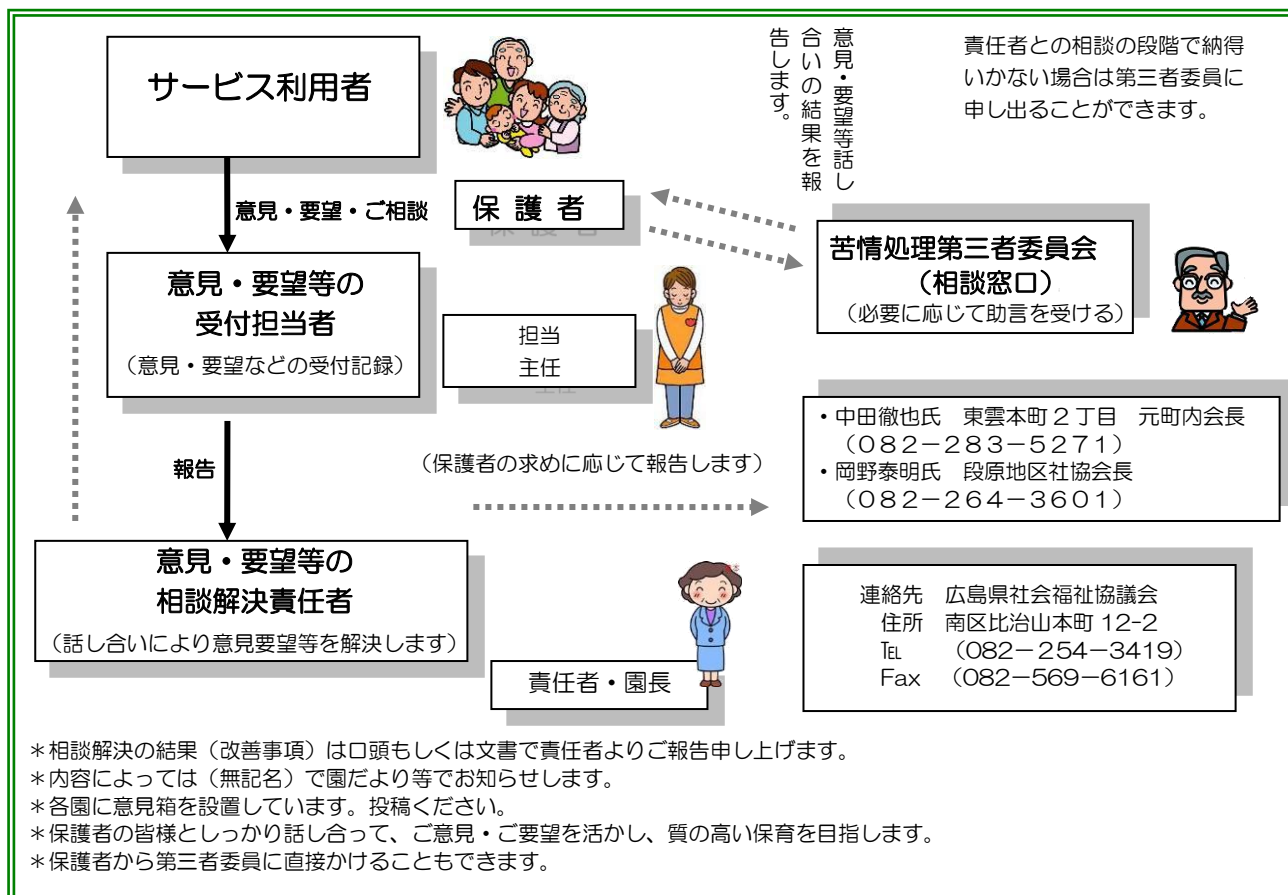 サービス利用者
意見・要望等話し
合いの結果を報
告します。
責任者との相談の段階で納得
いかない場合は第三者委員に
申し出ることができます。
意見・要望・ご相談
保 護 者
苦情処理第三者委員会
(相談窓口)
(必要に応じて助言を受ける)
意見・要望等の
受付担当者
(意見・要望などの受付記録)
担当
主任
・中田徹也氏 東雲本町2丁目 元町内会長
(082-283-5271)
・岡野泰明氏 段原地区社協会長
(082-264-3601)
報告
(保護者の求めに応じて報告します)
意見・要望等の
相談解決責任者
(話し合いにより意見要望等を解決します)
責任者・園長
連絡先 広島県社会福祉協議会
住所 南区比治山本町 12-2
℡ (082-254-3419)
Fax (082-569-6161)
*相談解決の結果(改善事項)は口頭もしくは文書で責任者よりご報告申し上げます。
*内容によっては(無記名)で園だより等でお知らせします。
*各園に意見箱を設置しています。投稿ください。
*保護者の皆様としっかり話し合って、ご意見・ご要望を活かし、質の高い保育を目指します。
*保護者から第三者委員に直接かけることもできます。